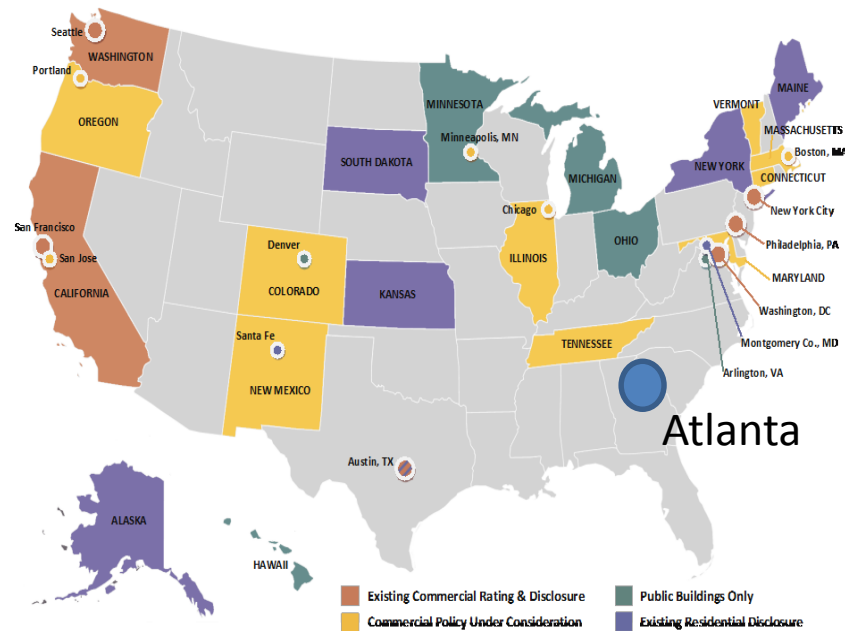 Seattle
WASHINGTON
Portland
OREGON
MINNESOTA
Minneapolis, MN
SOUTH DAKOTA
MICHIGAN
MAINE
VERMONT
MASSACHUSETTS
Boston, MA
NEW YORK
CONNECTICUT
New York City
Philadelphia, PA
MARYLAND
Washington, DC
Montgomery Co., MD
Arlington, VA
San Francisco
San Jose
CALIFORNIA
Denver
COLORADO
KANSAS
Chicago
ILLINOIS
OHIO
Santa Fe
NEW MEXICO
TENNESSEE
Atlanta
Austin, TX
ALASKA
HAWAII
Existing Commercial Rating & Disclosure
Public Buildings Only
Commercial Policy Under Consideration
Existing Residential Disclosure